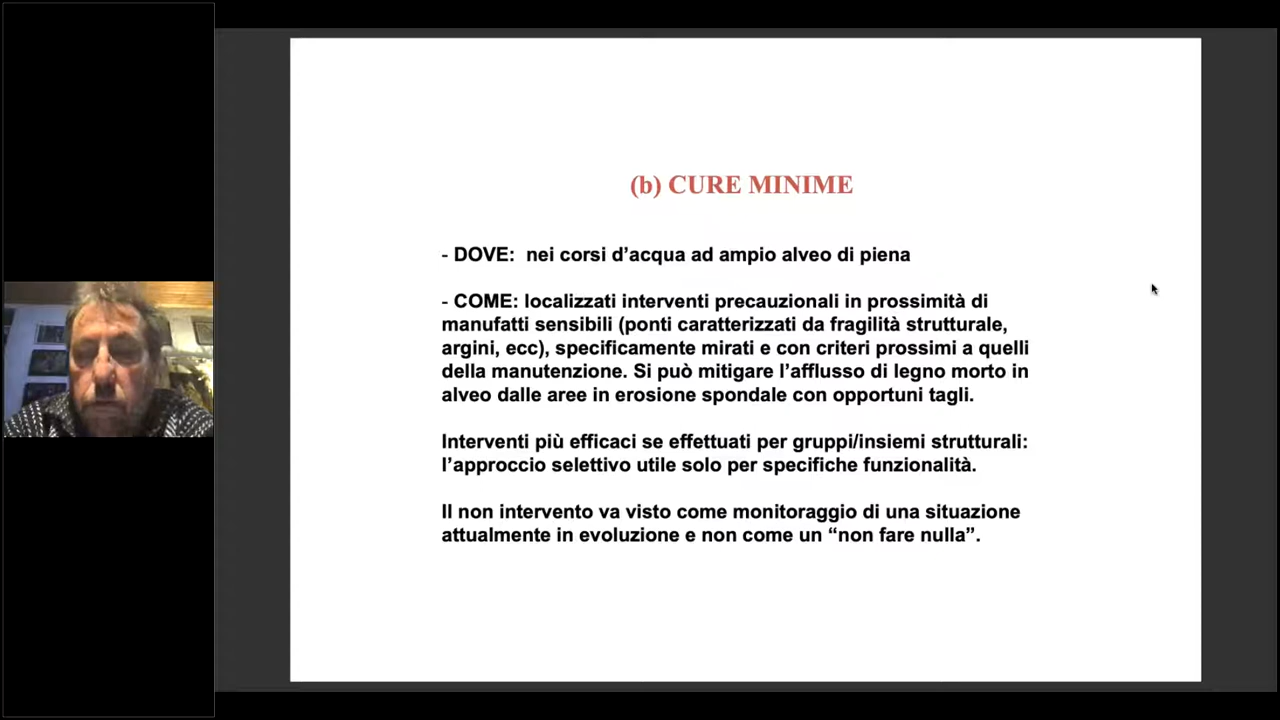 (b) CURE MINIME
- DOVE:  nei corsi d’acqua ad ampio alveo di piena
- COME: localizzati interventi precauzionali in prossimità di
manufatti sensibili (ponti caratterizzati da fragilità strutturale,
argini, ecc), specificamente mirati e con criteri prossimi a quelli
della manutenzione. Si può mitigare l’afflusso di legno morto in
alveo dalle aree in erosione spondale con opportuni tagli.
Interventi più efficaci se effettuati per gruppi/insiemi strutturali:
l’approccio selettivo utile solo per specifiche funzionalità.
Il non intervento va visto come monitoraggio di una situazione
attualmente in evoluzione e non come un “non fare nulla”.